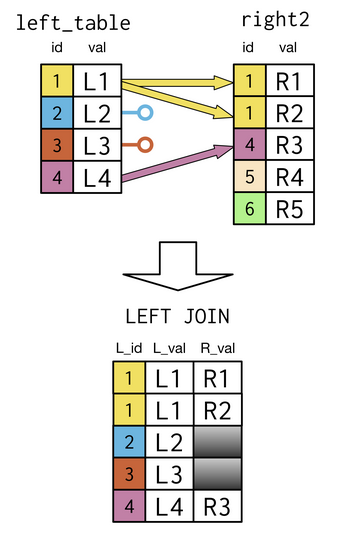 left_table
right2
id val
id val
1 L1
2 L2
3 L3
4 L4
1 R1
1 R2
4 R3
5 R4
6 R5
LEFT JOIN
L_id L_val R_val
1 L1 R1
1 L1 R2
2 L2
3 L3
4 L4 R3